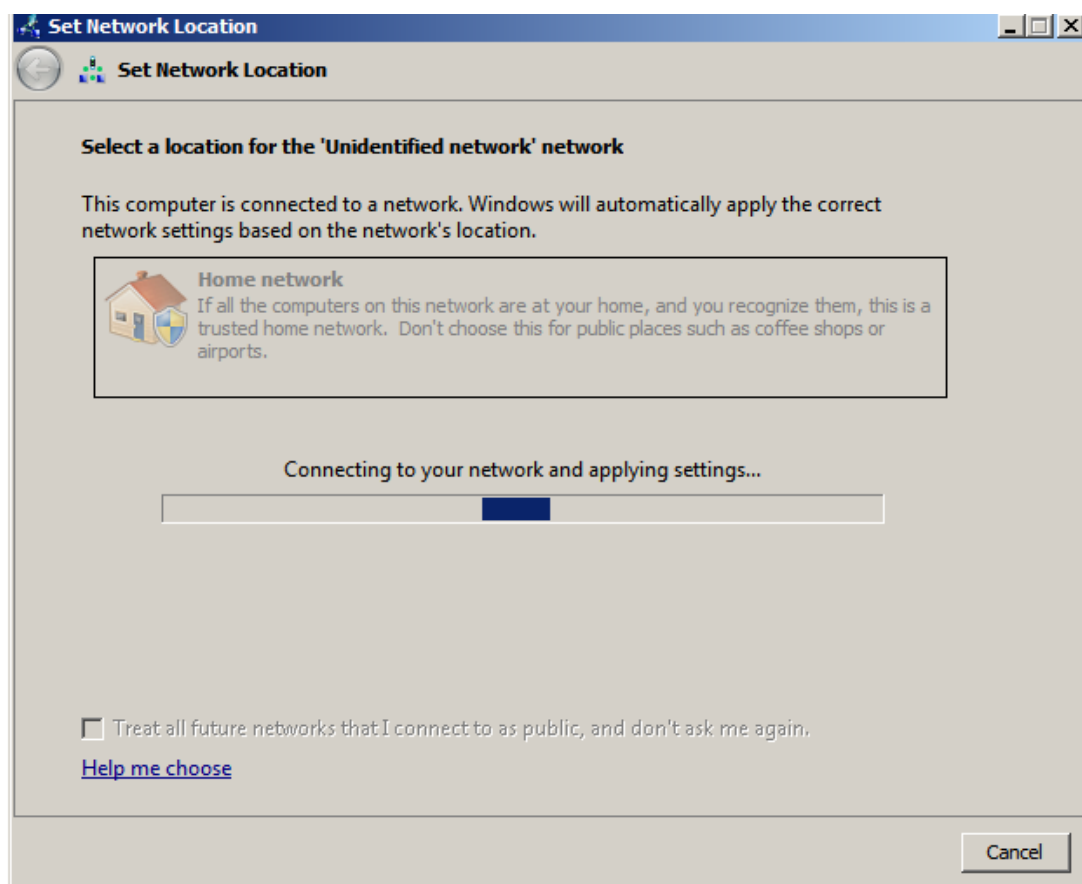 Set Network Location
Set Network Location
Select a location for the 'Unidentified network' network
This computer is connected to a network. Windows will automatically apply the correct
network settings based on the network's location.
Home network
If all the computers on this network are at your home, and you recognize them, this is a
trusted home network.  Don't choose this for public places such as coffee shops or
airports.
Connecting to your network and applying settings...
Treat all future networks that I connect to as public, and don't ask me again.
Help me choose
Cancel